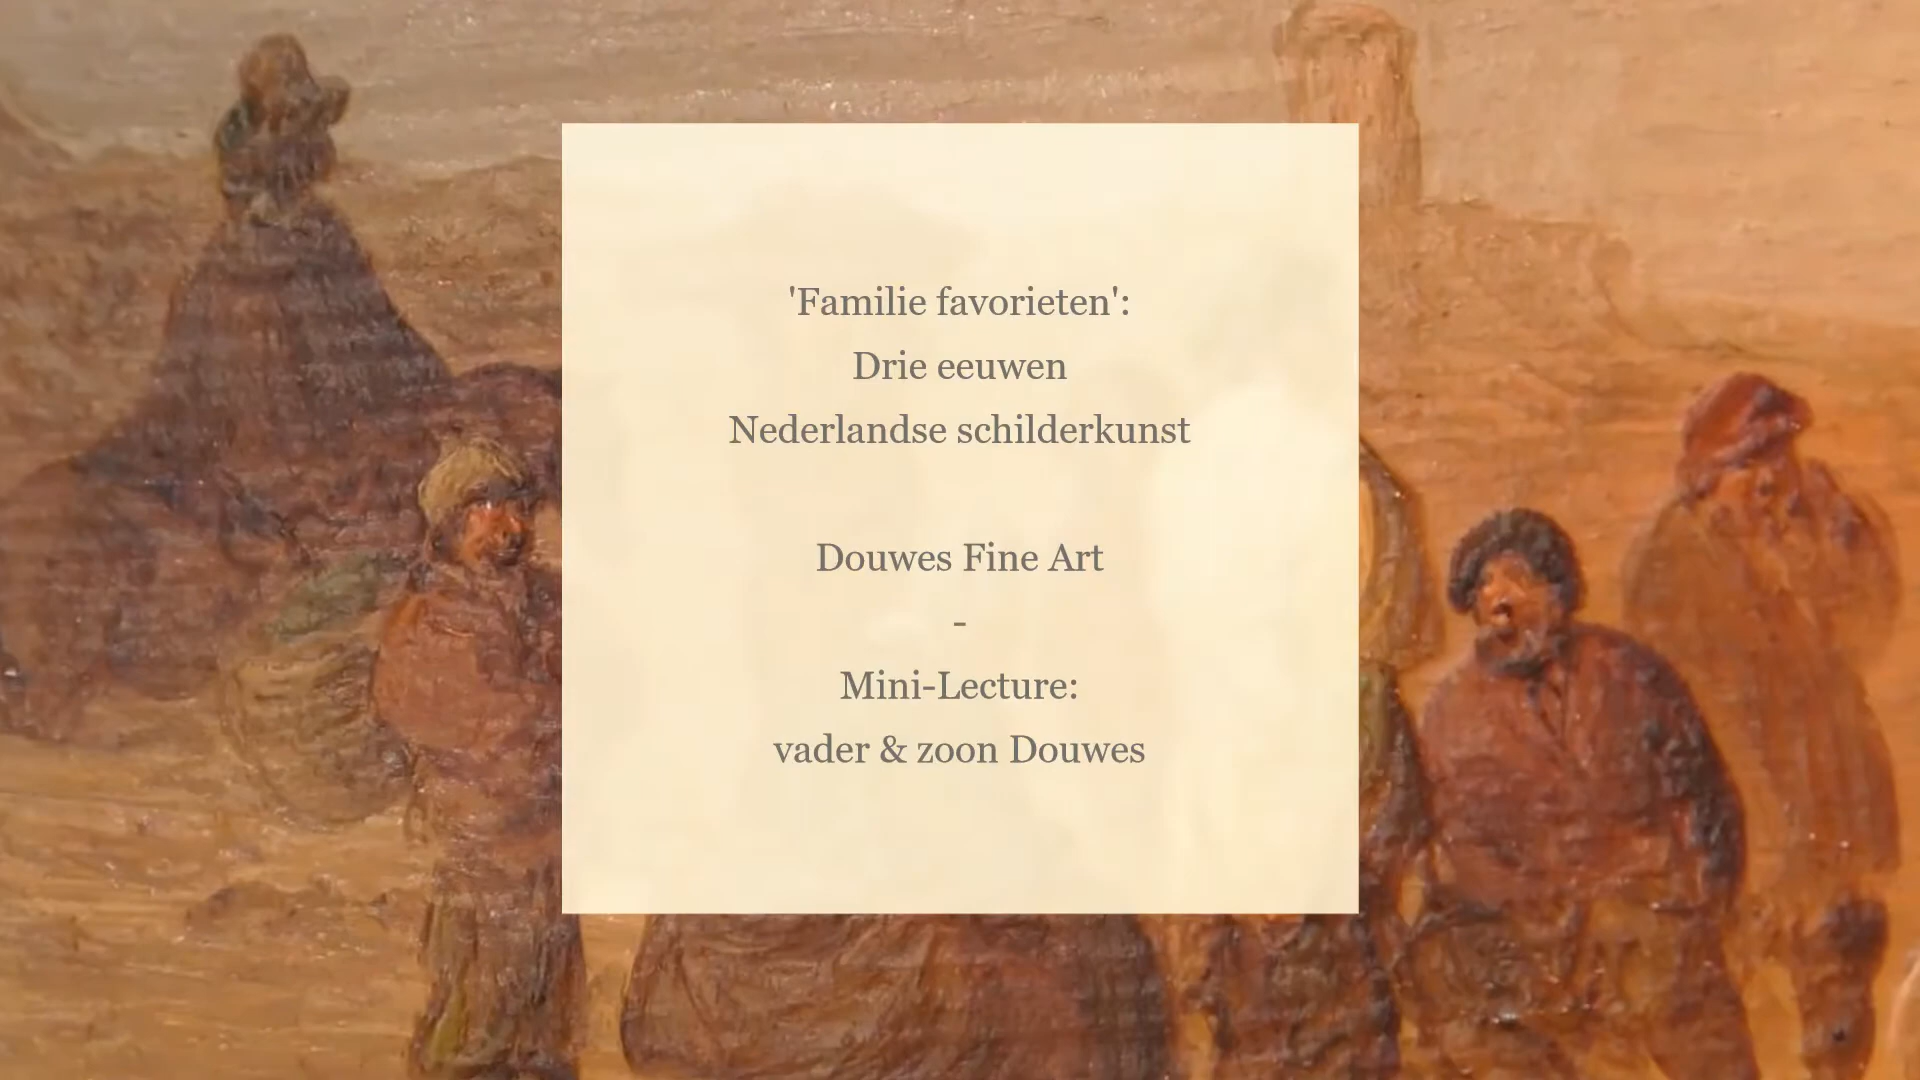 'Familie favorieten':
Drie eeuwen
Nederlandse schilderkunst
Douwes Fine Art
-
Mini-Lecture:
vader & zoon Douwes